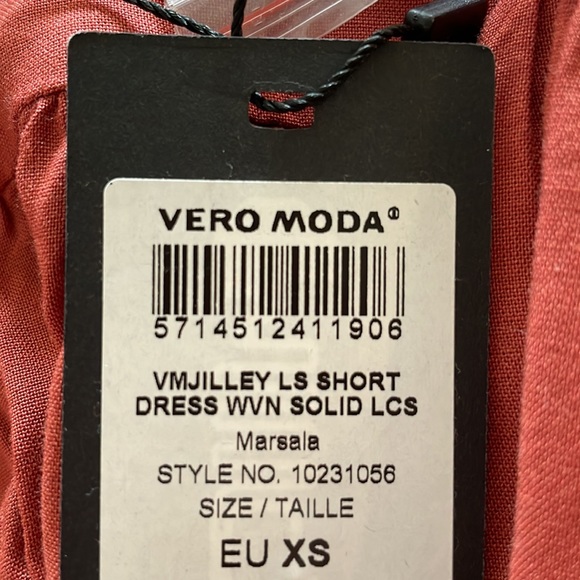 VERO MODA®
5714512411906
VMJILLEY LS SHORT
DRESS WVN SOLID LCS
Marsala
STYLE NO. 10231056
SIZE / TAILLE
EU XS